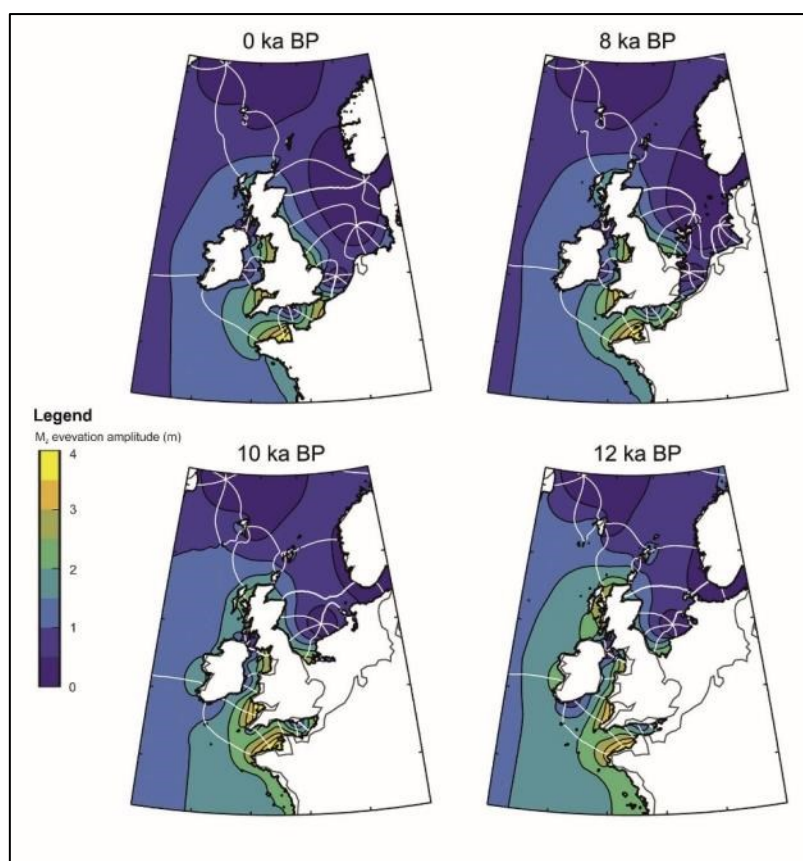 0 ka BP
8 ka BP
Legend
M₂ evevation amplitude (m)
4
3
2
1
0
10 ka BP
12 ka BP